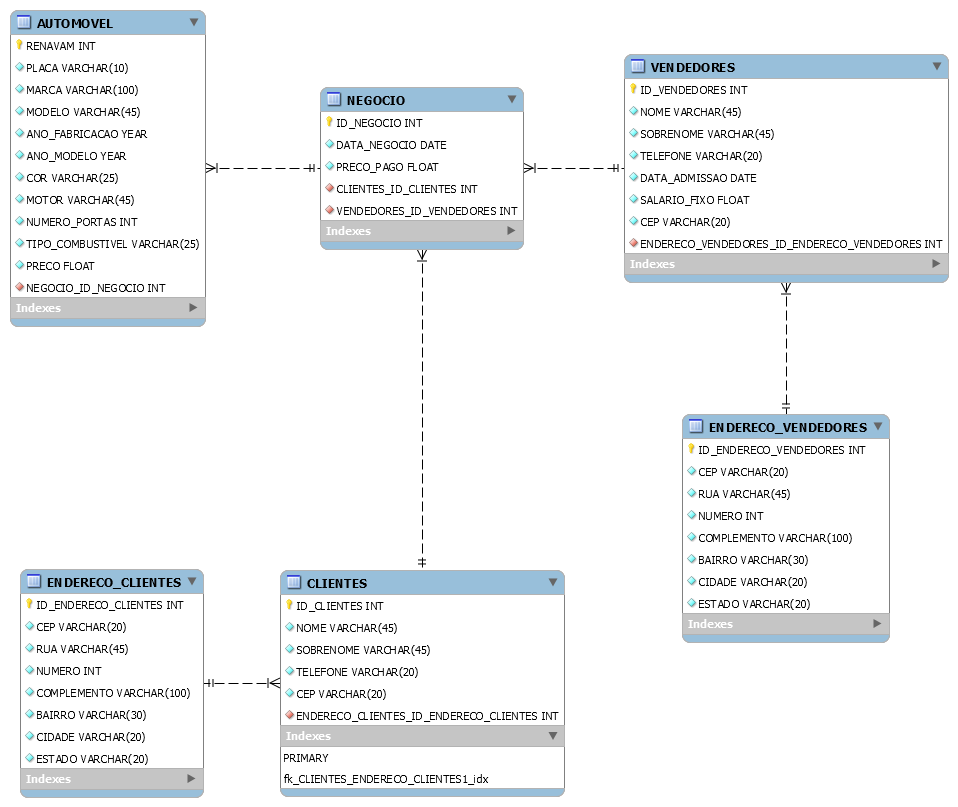 AUTOMOVEL
RENAVAM INT
PLACA VARCHAR(10)
MARCA VARCHAR(100)
MODELO VARCHAR(45)
ANO_FABRICACAO YEAR
ANO_MODELO YEAR
COR VARCHAR(25)
MOTOR VARCHAR(45)
NUMERO_PORTAS INT
TIPO_COMBUSTIVEL VARCHAR(25)
PRECO FLOAT
NEGOCIO_ID_NEGOCIO INT
Indexes
NEGOCIO
ID_NEGOCIO INT
DATA_NEGOCIO DATE
PRECO_PAGO FLOAT
CLIENTES_ID_CLIENTES INT
VENDEDORES_ID_VENDEDORES INT
Indexes
VENDEDORES
ID_VENDEDORES INT
NOME VARCHAR(45)
SOBRENOME VARCHAR(45)
TELEFONE VARCHAR(20)
DATA_ADMISSAO DATE
SALARIO_FIXO FLOAT
CEP VARCHAR(20)
ENDERECO_VENDEDORES_ID_ENDERECO_VENDEDORES INT
Indexes
ENDERECO_VENDEDORES
ID_ENDERECO_VENDEDORES INT
CEP VARCHAR(20)
RUA VARCHAR(45)
NUMERO INT
COMPLEMENTO VARCHAR(100)
BAIRRO VARCHAR(30)
CIDADE VARCHAR(20)
ESTADO VARCHAR(20)
Indexes
ENDERECO_CLIENTES
ID_ENDERECO_CLIENTES INT
CEP VARCHAR(20)
RUA VARCHAR(45)
NUMERO INT
COMPLEMENTO VARCHAR(100)
BAIRRO VARCHAR(30)
CIDADE VARCHAR(20)
ESTADO VARCHAR(20)
Indexes
CLIENTES
ID_CLIENTES INT
NOME VARCHAR(45)
SOBRENOME VARCHAR(45)
TELEFONE VARCHAR(20)
CEP VARCHAR(20)
ENDERECO_CLIENTES_ID_ENDERECO_CLIENTES INT
Indexes
PRIMARY
fk_CLIENTES_ENDERECO_CLIENTES1_idx